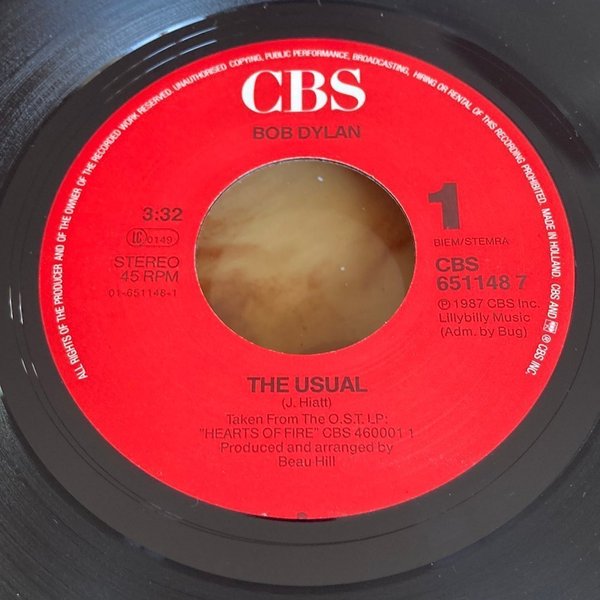 ALL RIGHTS OF THE PRODUCER AND OF THE OWNER OF THE RECORDED WORK RESERVED. UNAUTHORISED COPYING, PUBLIC PERFORMANCE, BROADCASTING, HIRING OR RENTAL OF THIS RECORDING PROHIBITED. MADE IN HOLLAND. CBS AND ARE ® CBS INC.
CBS
BOB DYLAN
3:32
LC 0149
STEREO
45 RPM
01-651148-1
1
BIEM/STEMRA
CBS
651148 7
℗ 1987 CBS Inc.
Lillybilly Music
(Adm. by Bug)
THE USUAL
(J. Hiatt)
Taken From The O.S.T. LP:
"HEARTS OF FIRE" CBS 460001 1
Produced and arranged by
Beau Hill